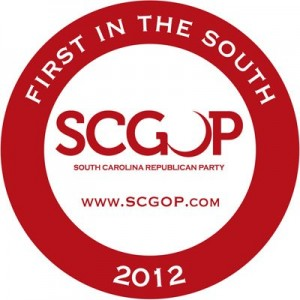 FIRST IN THE SOUTH
SCGOP
SOUTH CAROLINA REPUBLICAN PARTY
WWW.SCGOP.COM
2012